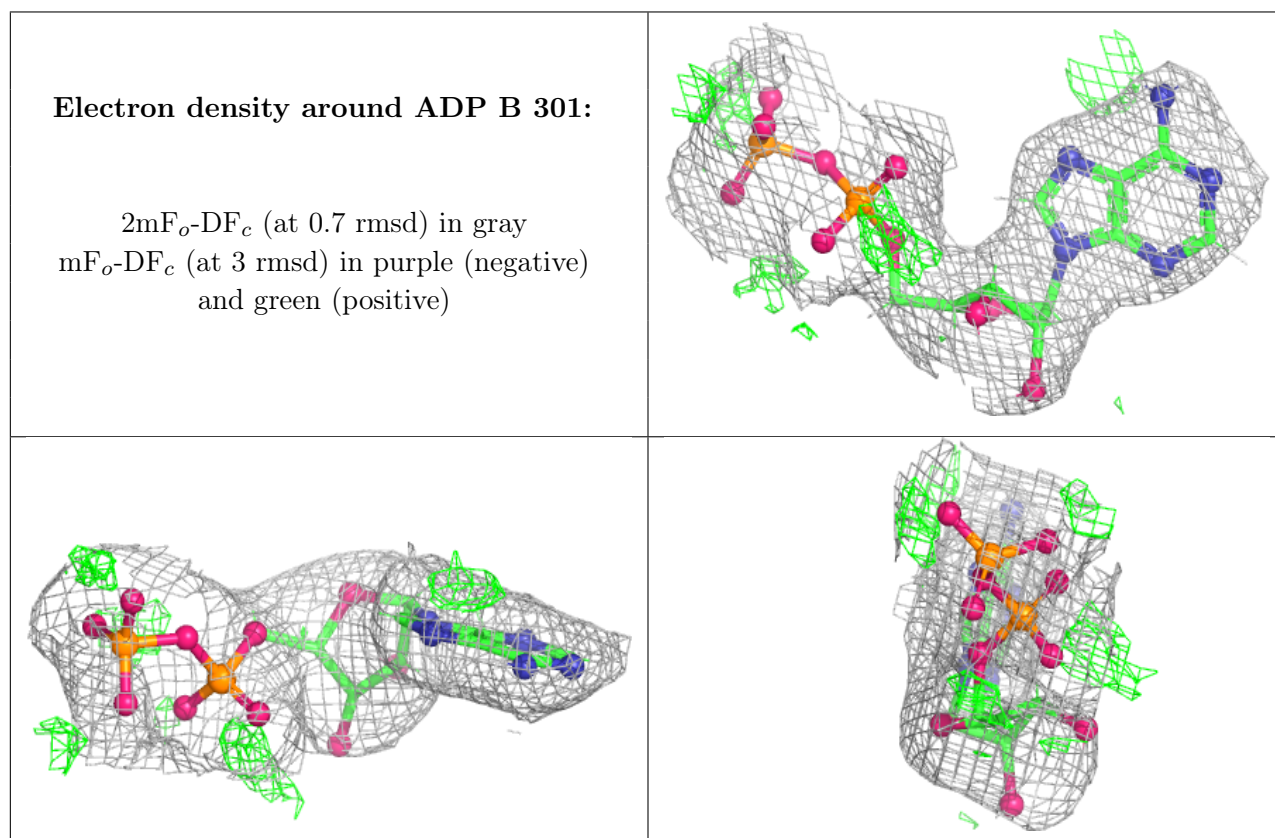 Electron density around ADP B 301:
2mFo-DFc (at 0.7 rmsd) in gray
mFo-DFc (at 3 rmsd) in purple (negative)
and green (positive)